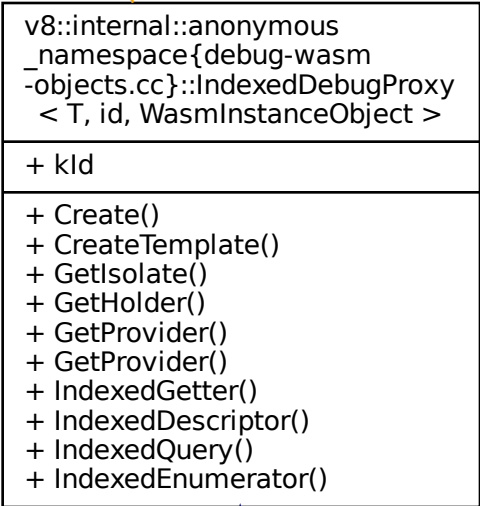 v8::internal::anonymous
_namespace{debug-wasm
-objects.cc}::IndexedDebugProxy
< T, id, WasmInstanceObject >
+ kId
+ Create()
+ CreateTemplate()
+ GetIsolate()
+ GetHolder()
+ GetProvider()
+ GetProvider()
+ IndexedGetter()
+ IndexedDescriptor()
+ IndexedQuery()
+ IndexedEnumerator()